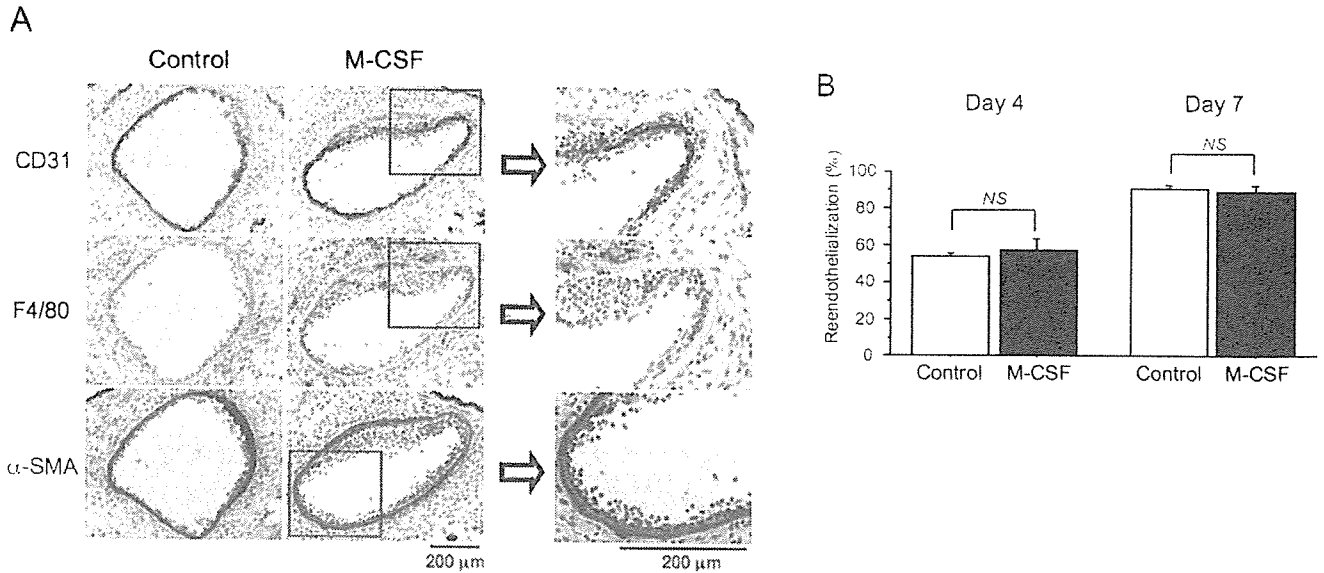 A
Control M-CSF
CD31
F4/80
α-SMA
200 μm
200 μm
B
Day 4 Day 7
NS
NS
Reendothelialization (%)
100
80
60
40
20
0
Control M-CSF Control M-CSF